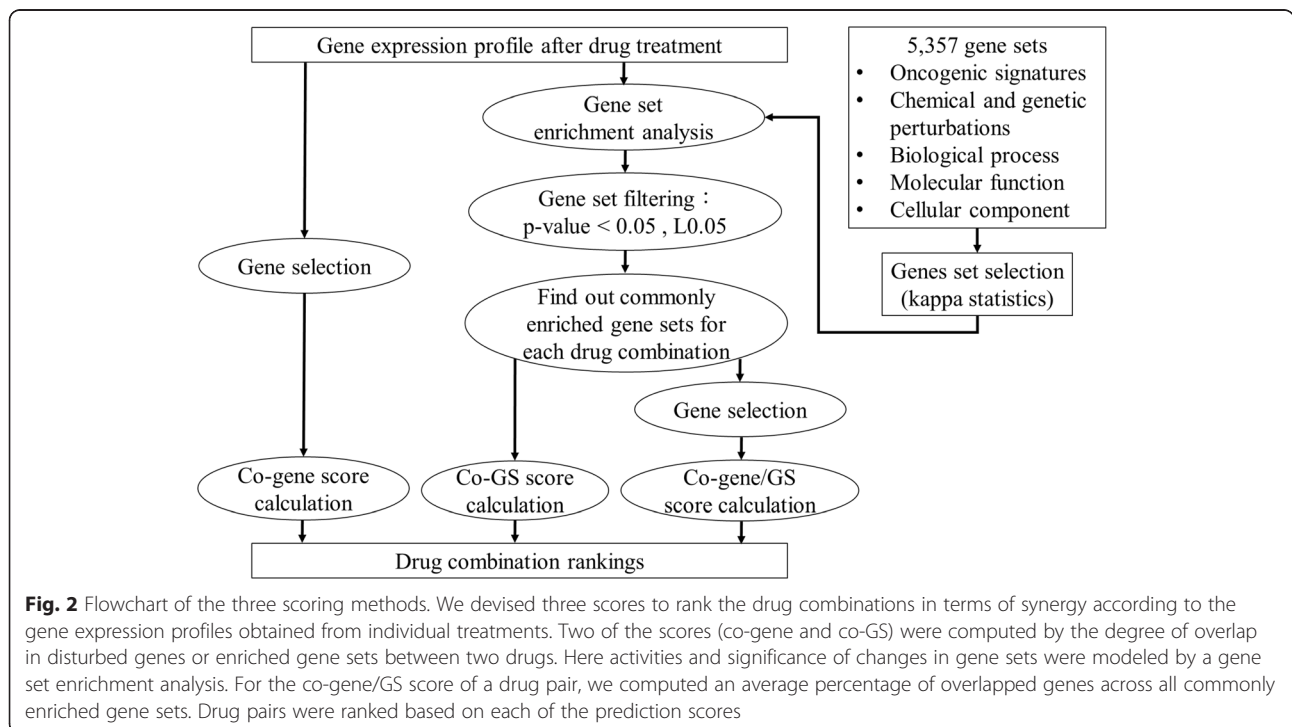 Gene expression profile after drug treatment
5,357 gene sets
• Oncogenic signatures
• Chemical and genetic
perturbations
• Biological process
• Molecular function
• Cellular component
Gene set
enrichment analysis
Gene set filtering：
p-value < 0.05 , L0.05
Gene selection
Genes set selection
(kappa statistics)
Find out commonly
enriched gene sets for
each drug combination
Gene selection
Co-gene score
calculation
Co-GS score
calculation
Co-gene/GS
score calculation
Drug combination rankings
Fig. 2 Flowchart of the three scoring methods. We devised three scores to rank the drug combinations in terms of synergy according to the
gene expression profiles obtained from individual treatments. Two of the scores (co-gene and co-GS) were computed by the degree of overlap
in disturbed genes or enriched gene sets between two drugs. Here activities and significance of changes in gene sets were modeled by a gene
set enrichment analysis. For the co-gene/GS score of a drug pair, we computed an average percentage of overlapped genes across all commonly
enriched gene sets. Drug pairs were ranked based on each of the prediction scores